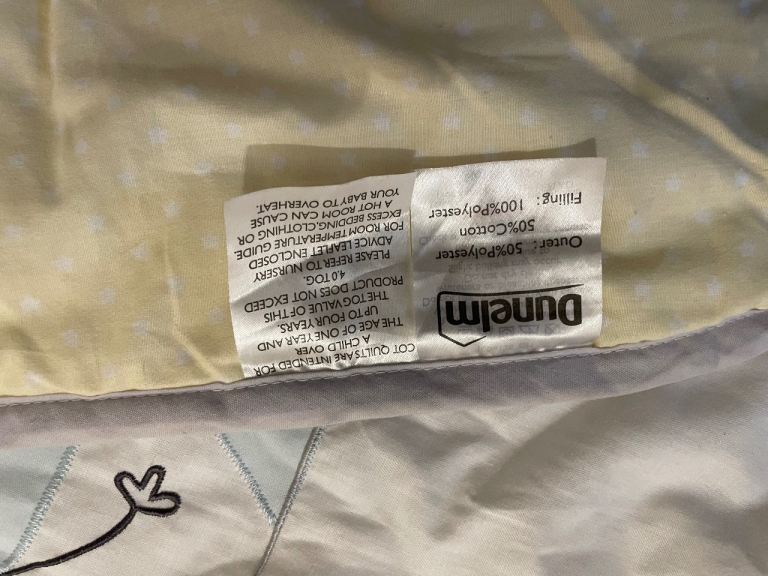 Dunelm
Outer: 50%Polyester
50%Cotton
Filling: 100%Polyester
COT QUILTS ARE INTENDED FOR
A CHILD OVER
THE AGE OF ONE YEAR AND
UP TO FOUR YEARS.
THE TOG VALUE OF THIS
PRODUCT DOES NOT EXCEED
4.0 TOG.
PLEASE REFER TO NURSERY
ADVICE LEAFLET ENCLOSED
FOR ROOM TEMPERATURE GUIDE.
EXCESS BEDDING,CLOTHING OR
A HOT ROOM CAN CAUSE
YOUR BABY TO OVERHEAT.